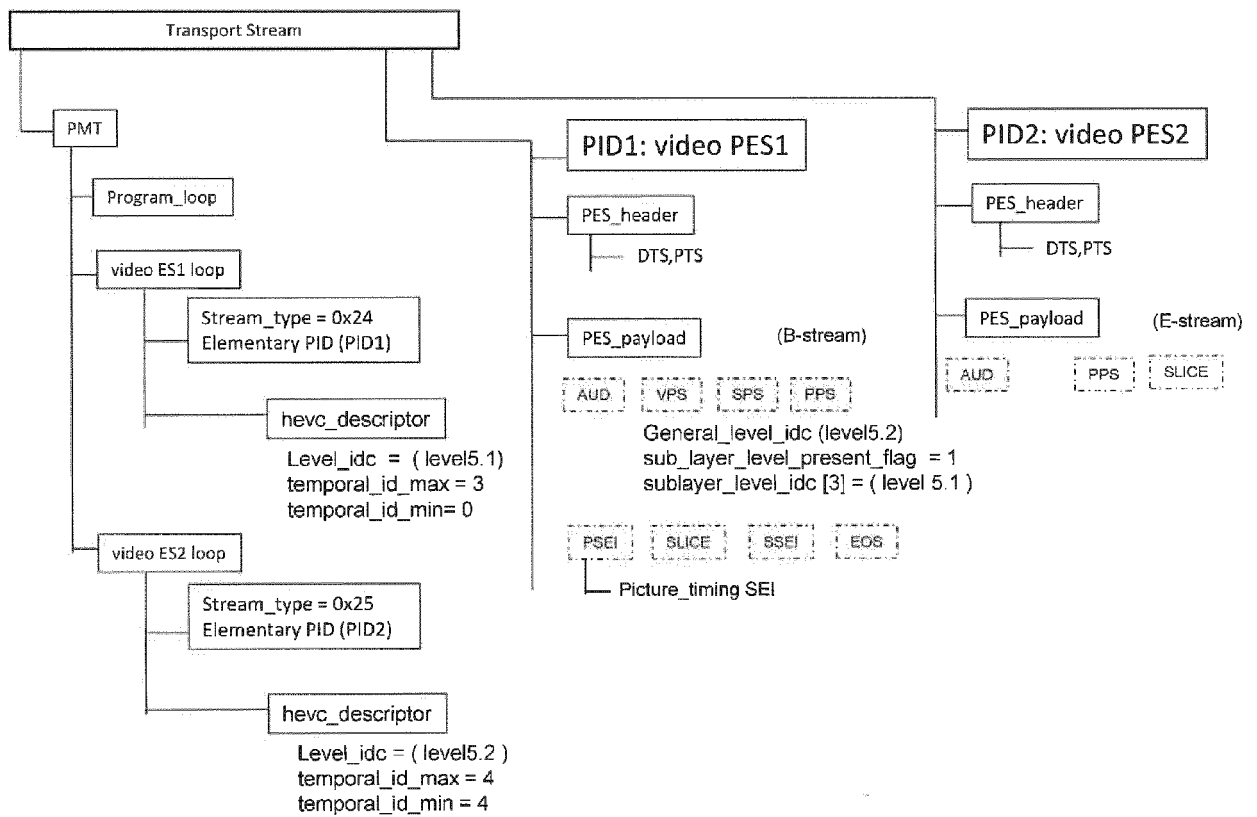 Transport Stream
PMT
Program_loop
video ES1 loop
Stream_type = 0x24
Elementary PID (PID1)
hevc_descriptor
Level_idc = ( level5.1)
temporal_id_max = 3
temporal_id_min= 0
video ES2 loop
Stream_type = 0x25
Elementary PID (PID2)
hevc_descriptor
Level_idc = ( level5.2 )
temporal_id_max = 4
temporal_id_min = 4
PID1: video PES1
PES_header
DTS,PTS
PES_payload
(B-stream)
AUD VPS SPS PPS
General_level_idc (level5.2)
sub_layer_level_present_flag = 1
sublayer_level_idc [3] = ( level 5.1 )
PSEI SLICE SSEI EOS
Picture_timing SEI
PID2: video PES2
PES_header
DTS,PTS
PES_payload
(E-stream)
AUD PPS SLICE